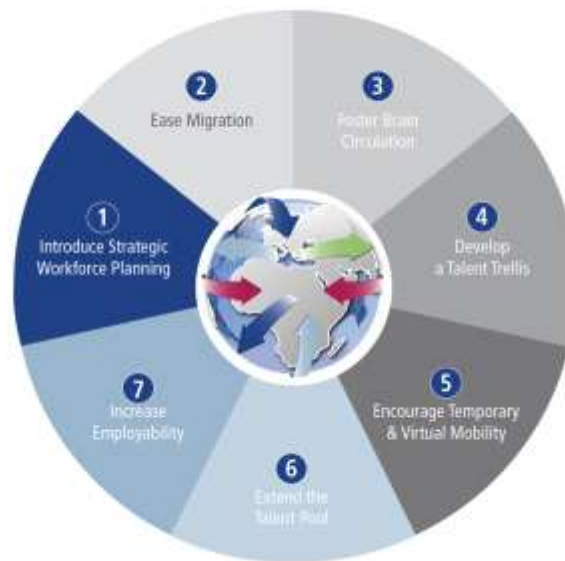 1
Introduce Strategic
Workforce Planning
2
Ease Migration
3
Foster Brain
Circulation
4
Develop
a Talent Trellis
5
Encourage Temporary
& Virtual Mobility
6
Extend the
Talent Pool
7
Increase
Employability